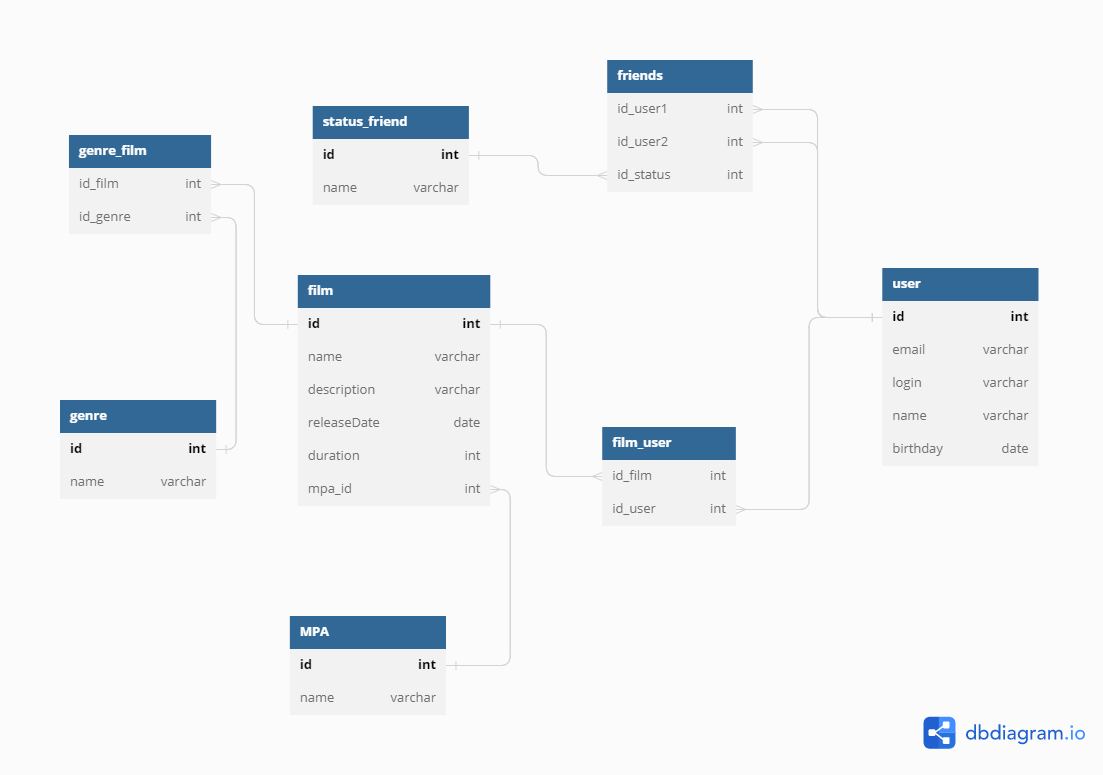 friends
id_user1 int
id_user2 int
id_status int
status_friend
id int
name varchar
genre_film
id_film int
id_genre int
film
id int
name varchar
description varchar
releaseDate date
duration int
mpa_id int
user
id int
email varchar
login varchar
name varchar
birthday date
genre
id int
name varchar
film_user
id_film int
id_user int
MPA
id int
name varchar
dbdiagram.io